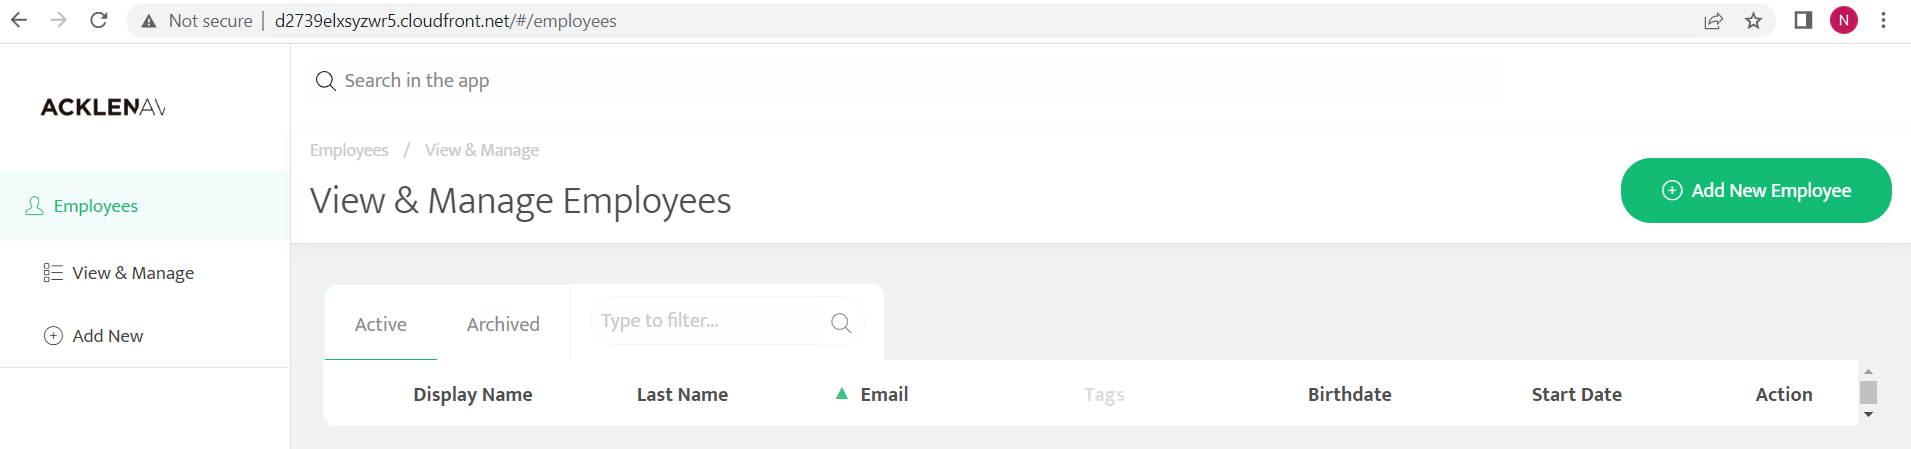 Not secure | d2739elxsyzwr5.cloudfront.net/#/employees
N
Search in the app
ACKLENAV
Employees / View & Manage
View & Manage Employees
Add New Employee
Employees
View & Manage
Add New
Active Archived Type to filter...
Display Name Last Name Email Tags Birthdate Start Date Action